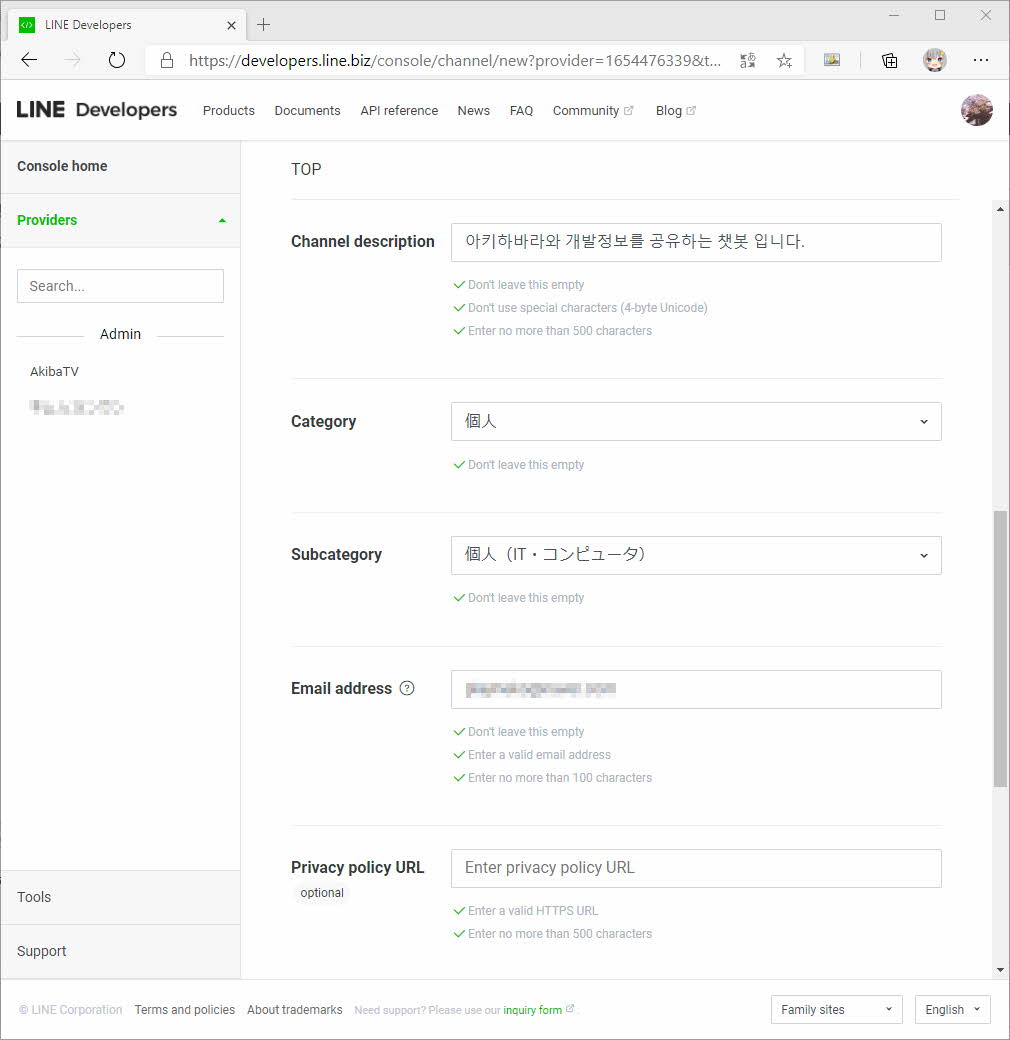 LINE Developers
https://developers.line.biz/console/channel/new?provider=1654476339&t...
LINE Developers Products Documents API reference News FAQ Community Blog
Console home
Providers
Search...
Admin
AkibaTV
Tools
Support
TOP
Channel description
아키하바라와 개발정보를 공유하는 챗봇 입니다.
Don't leave this empty
Don't use special characters (4-byte Unicode)
Enter no more than 500 characters
Category
個人
Don't leave this empty
Subcategory
個人（IT・コンピュータ）
Don't leave this empty
Email address ?
Don't leave this empty
Enter a valid email address
Enter no more than 100 characters
Privacy policy URL
optional
Enter privacy policy URL
Enter a valid HTTPS URL
Enter no more than 500 characters
© LINE Corporation Terms and policies About trademarks Need support? Please use our inquiry form .
Family sites
English